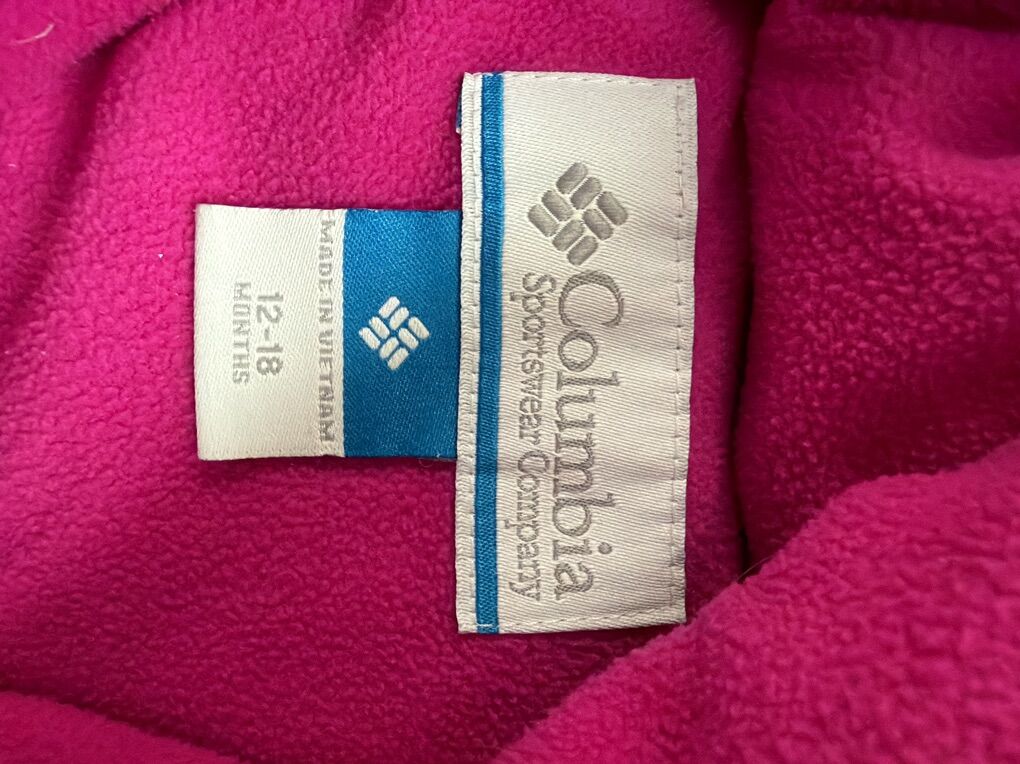 Columbia
Sportswear Company
MADE IN VIETNAM
12-18
MONTHS